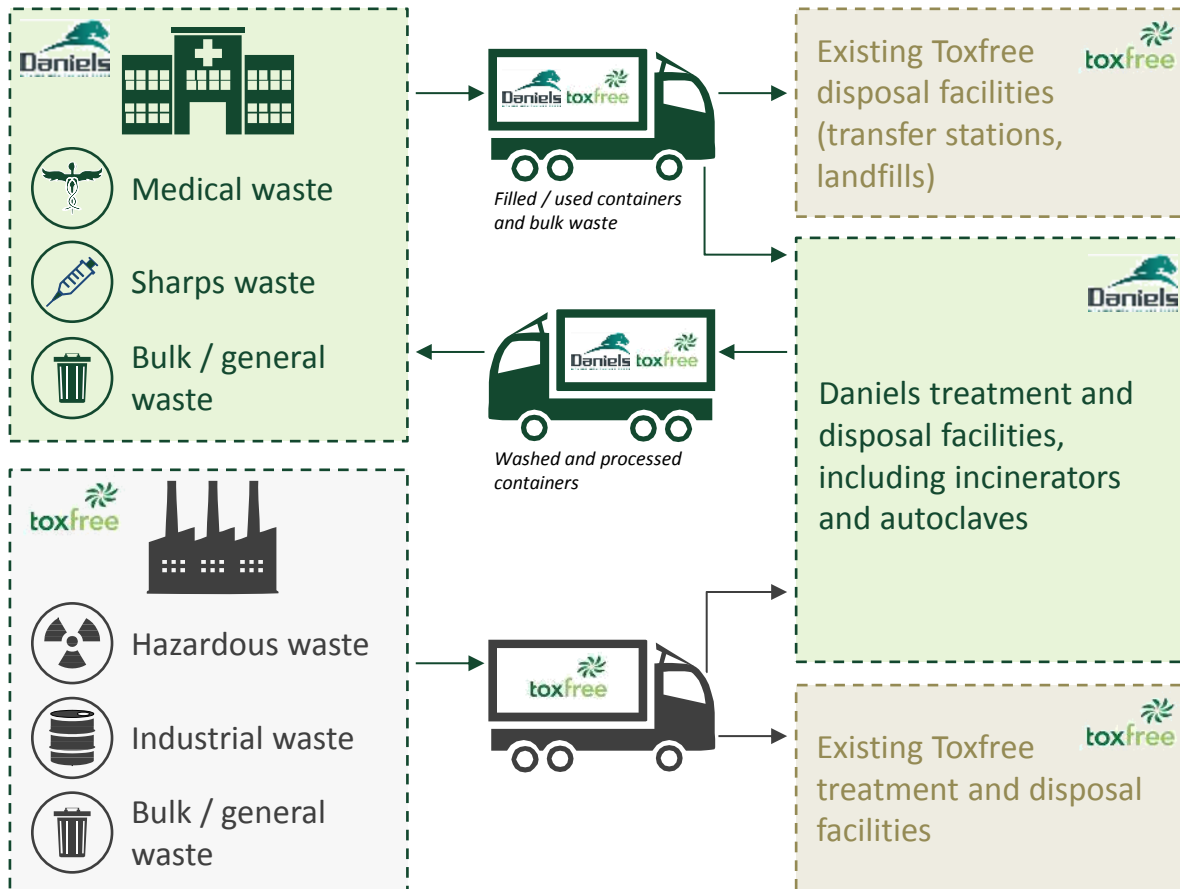 Daniels
Medical waste
Sharps waste
Bulk / general
waste
Daniels toxfree
Filled / used containers
and bulk waste
Existing Toxfree
disposal facilities
(transfer stations,
landfills)
toxfree
Daniels toxfree
Washed and processed
containers
Daniels
Daniels treatment and
disposal facilities,
including incinerators
and autoclaves
toxfree
Hazardous waste
Industrial waste
Bulk / general
waste
toxfree
Existing Toxfree
treatment and disposal
facilities
toxfree